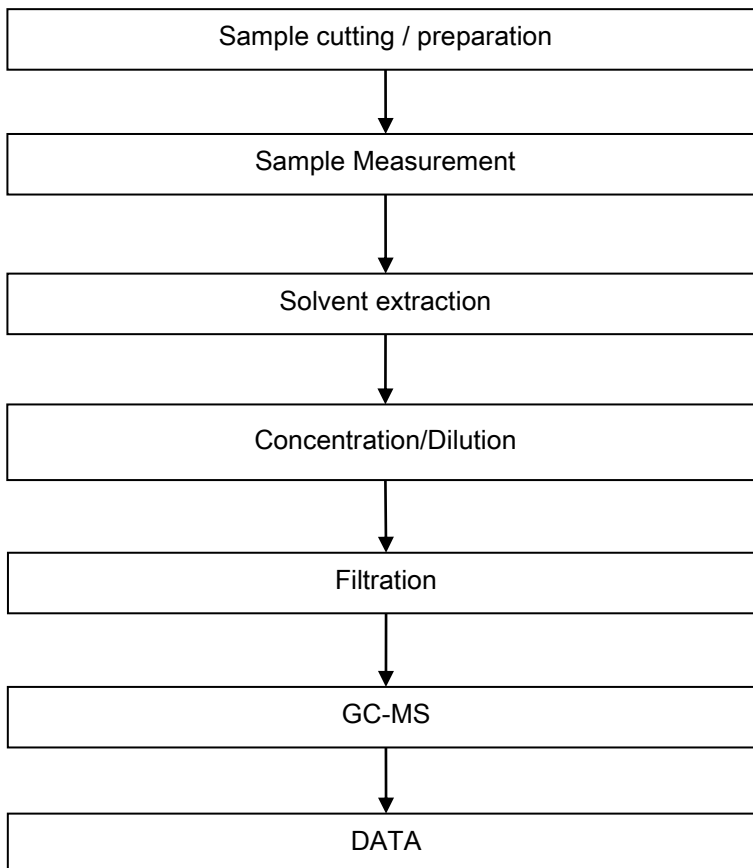 Sample cutting / preparation
Sample Measurement
Solvent extraction
Concentration/Dilution
Filtration
GC-MS
DATA